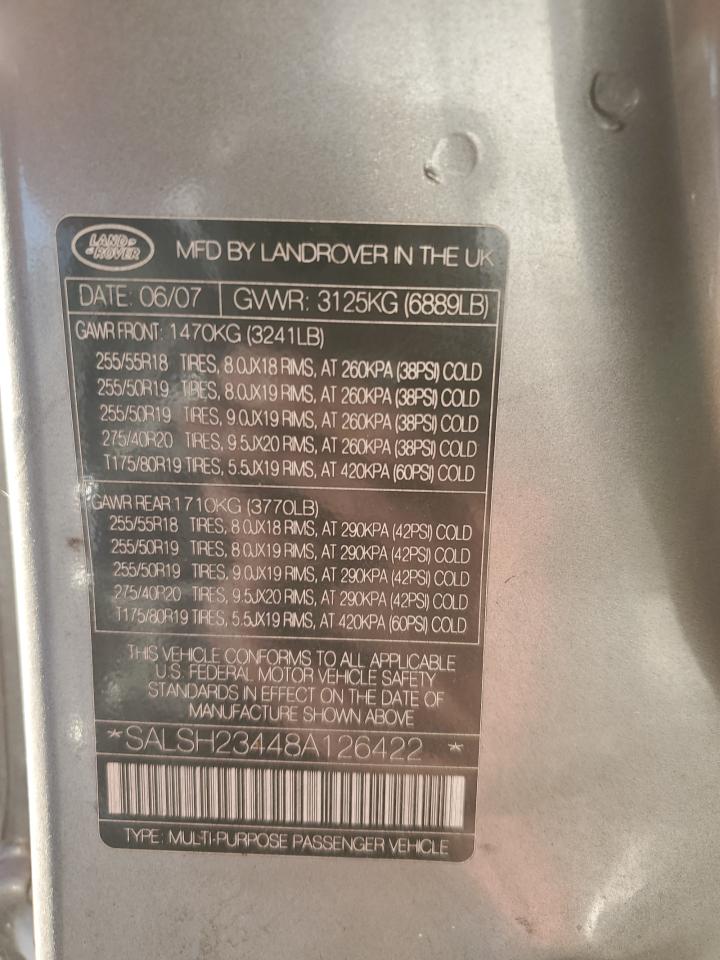 LAND ROVER
MFD BY LANDROVER IN THE UK
DATE: 06/07 GVWR: 3125KG (6889LB)
GAWR FRONT: 1470KG (3241LB)
255/55R18 TIRES, 8.0JX18 RIMS, AT 260KPA (38PSI) COLD
255/50R19 TIRES, 8.0JX19 RIMS, AT 260KPA (38PSI) COLD
255/50R19 TIRES, 9.0JX19 RIMS, AT 260KPA (38PSI) COLD
275/40R20 TIRES, 9.5JX20 RIMS, AT 260KPA (38PSI) COLD
T175/80R19 TIRES, 5.5JX19 RIMS, AT 420KPA (60PSI) COLD
GAWR REAR 1710KG (3770LB)
255/55R18 TIRES, 8.0JX18 RIMS, AT 290KPA (42PSI) COLD
255/50R19 TIRES, 8.0JX19 RIMS, AT 290KPA (42PSI) COLD
255/50R19 TIRES, 9.0JX19 RIMS, AT 290KPA (42PSI) COLD
275/40R20 TIRES, 9.5JX20 RIMS, AT 290KPA (42PSI) COLD
T175/80R19 TIRES, 5.5JX19 RIMS, AT 420KPA (60PSI) COLD
THIS VEHICLE CONFORMS TO ALL APPLICABLE
U.S. FEDERAL MOTOR VEHICLE SAFETY
STANDARDS IN EFFECT ON THE DATE OF
MANUFACTURE SHOWN ABOVE
*SALSH23448A126422 *
TYPE: MULTI-PURPOSE PASSENGER VEHICLE